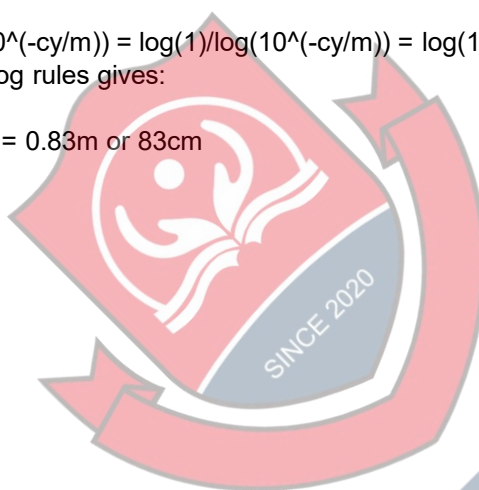 0^(-cy/m)) = log(1)/log(10^(-cy/m)) = log(1
og rules gives:
= 0.83m or 83cm
SINCE 2020